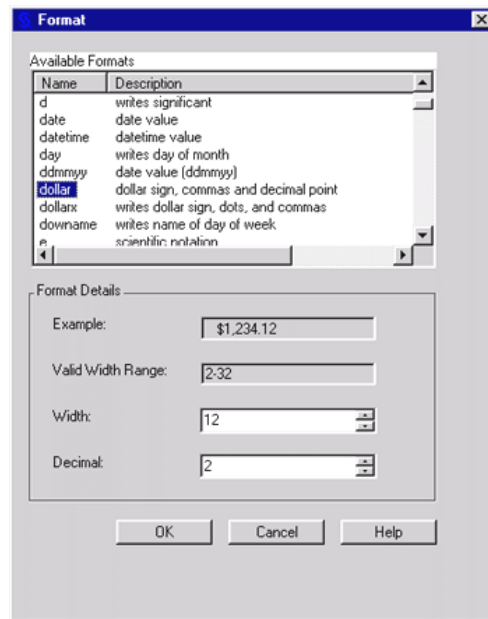 Format
Available Formats
Name Description
d writes significant
date date value
datetime datetime value
day writes day of month
ddmmyy date value (ddmmyy)
dollar dollar sign, commas and decimal point
dollarx writes dollar sign, dots, and commas
downame writes name of day of week
e scientific notation
Format Details
Example: $1,234.12
Valid Width Range: 2-32
Width: 12
Decimal: 2
OK Cancel Help